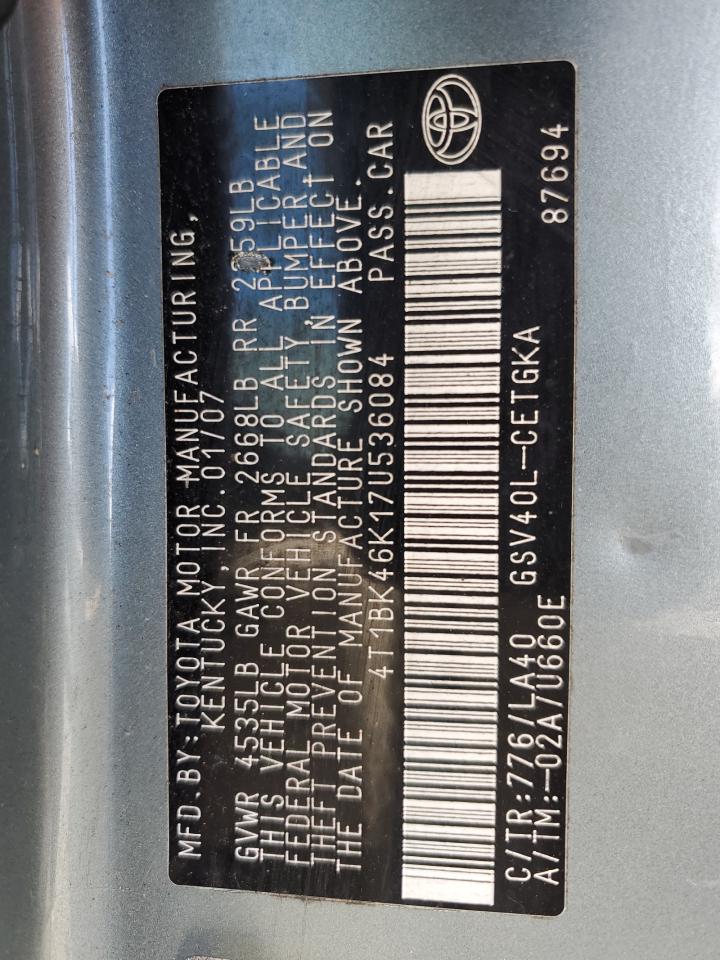 MFD.BY:TOYOTA MOTOR MANUFACTURING,
KENTUCKY,INC.01/07
GVWR 4535LB GAWR FR 2668LB RR
THIS VEHICLE CONFORMS TO ALL APPLICABLE
FEDERAL MOTOR VEHICLE SAFETY,BUMPER,AND
THEFT PREVENTION STANDARDS IN EFFECT ON
THE DATE OF MANUFACTURE SHOWN ABOVE.
4T1BK46K17U536084 PASS.CAR
C/TR:776/LA40 GSV40L-CETGKA
A/TM:-02A/U660E 87694